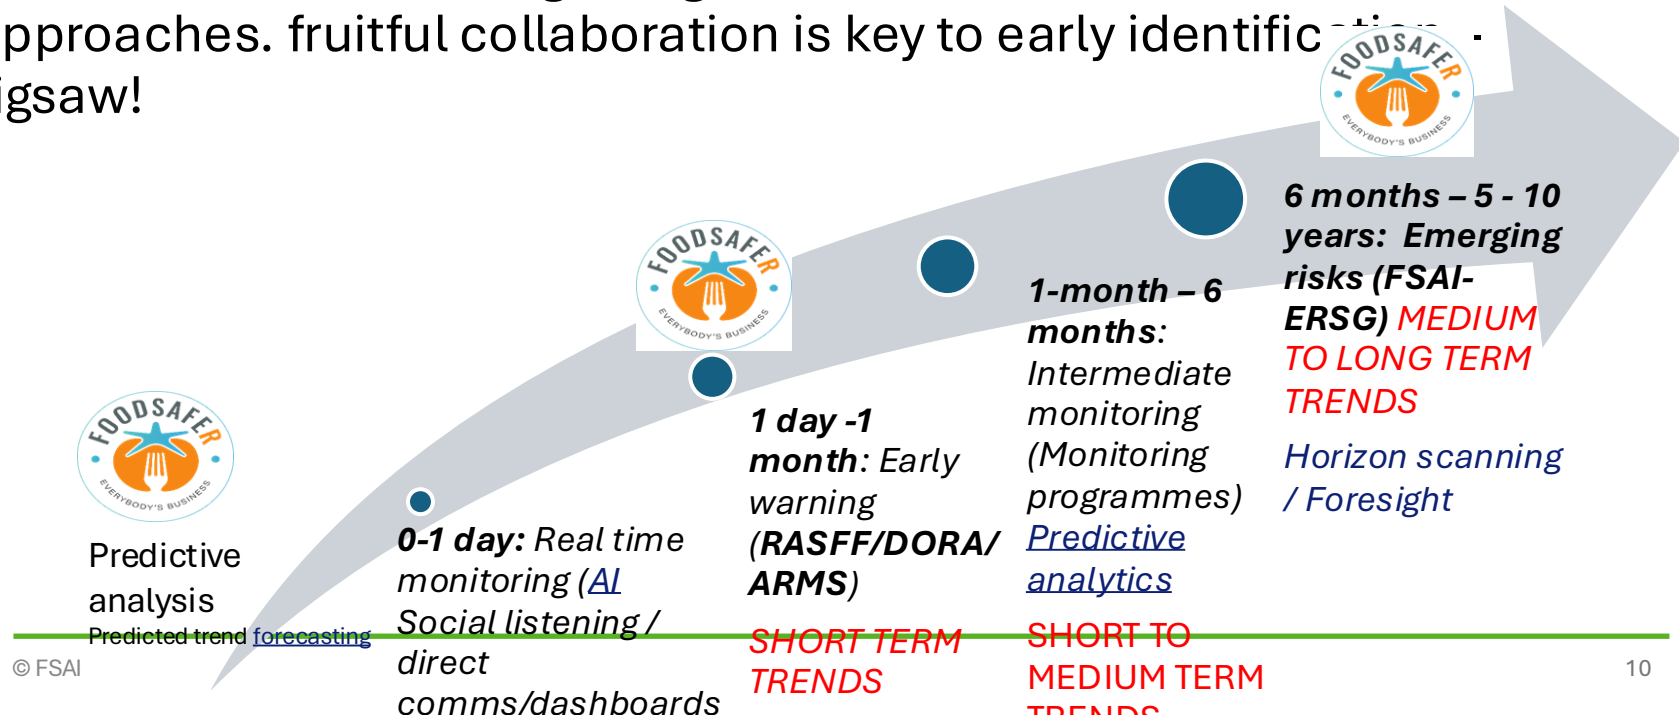 pproaches. fruitful collaboration is key to early identific
igsaw!
FOODSAFER
EVERYBODY'S BUSINESS
FOODSAFER
EVERYBODY'S BUSINESS
FOODSAFER
EVERYBODY'S BUSINESS
Predictive
analysis
Predicted trend forecasting
0-1 day: Real time
monitoring (AI
Social listening /
direct
comms/dashboards
1 day -1
month: Early
warning
(RASFF/DORA/
ARMS)
SHORT TERM
TRENDS
1-month – 6
months:
Intermediate
monitoring
(Monitoring
programmes)
Predictive
analytics
SHORT TO
MEDIUM TERM
TRENDS
6 months – 5 - 10
years: Emerging
risks (FSAI-
ERSG) MEDIUM
TO LONG TERM
TRENDS
Horizon scanning
/ Foresight
© FSAI
10